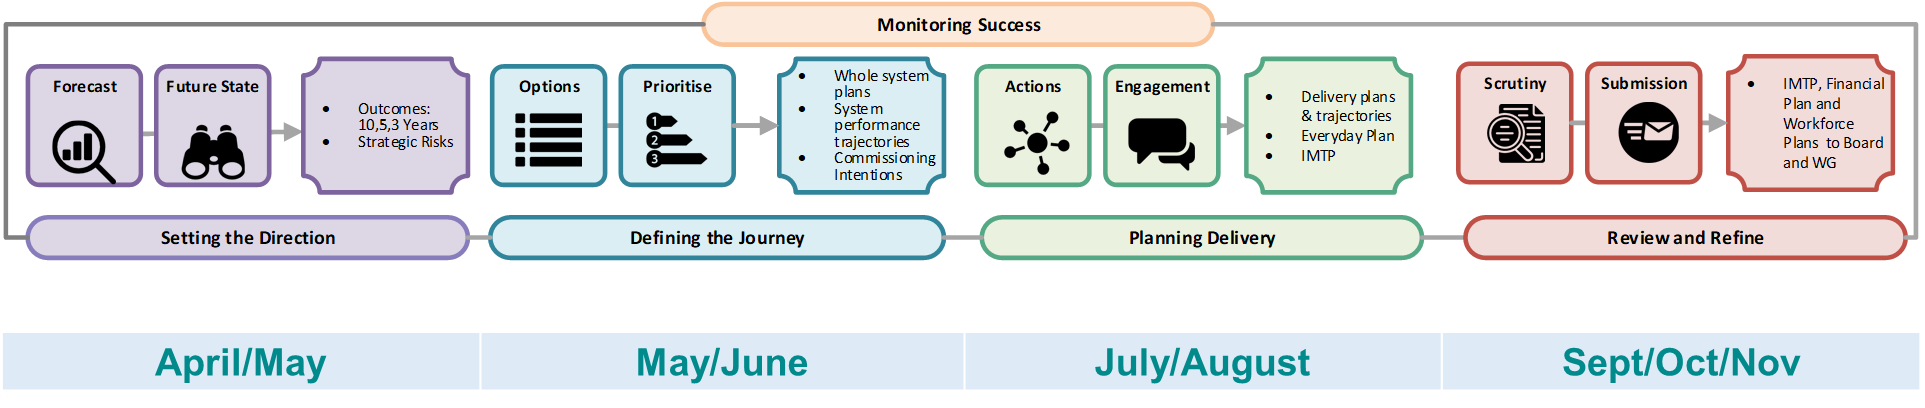 Monitoring Success
Forecast
Future State
• Outcomes:
10,5,3 Years
• Strategic Risks
Setting the Direction
Options
Prioritise
1
2
3
• Whole system
plans
• System
performance
trajectories
• Commissioning
Intentions
Defining the Journey
Actions
Engagement
• Delivery plans
& trajectories
• Everyday Plan
• IMTP
Planning Delivery
Scrutiny
Submission
• IMTP, Financial
Plan and
Workforce
Plans to Board
and WG
Review and Refine
April/May
May/June
July/August
Sept/Oct/Nov